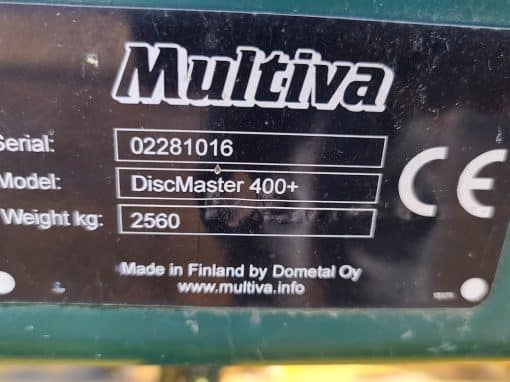 Multiva
Serial: 02281016
Model: DiscMaster 400+
Weight kg: 2560
CE
Made in Finland by Dometal Oy
www.multiva.info